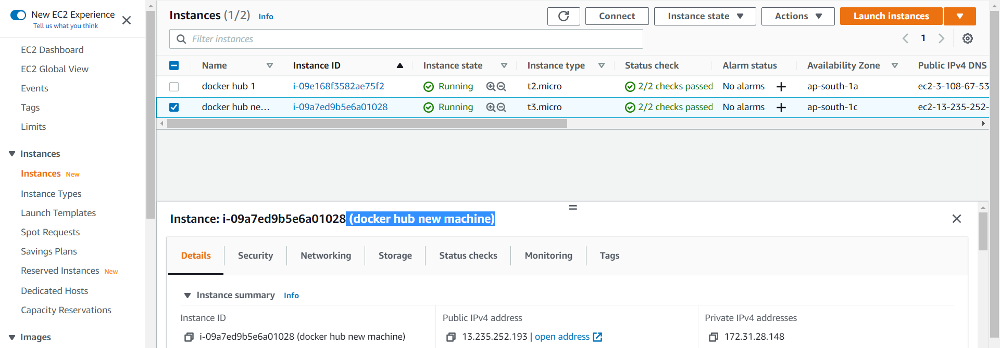 New EC2 Experience
Tell us what you think
EC2 Dashboard
EC2 Global View
Events
Tags
Limits
Instances
Instances New
Instance Types
Launch Templates
Spot Requests
Savings Plans
Reserved Instances New
Dedicated Hosts
Capacity Reservations
Images
Instances (1/2) Info
Connect
Instance state
Actions
Launch instances
Filter instances
1
Name Instance ID Instance state Instance type Status check Alarm status Availability Zone Public IPv4 DNS
docker hub 1 i-09e168f3582ae75f2 Running t2.micro 2/2 checks passed No alarms ap-south-1a ec2-3-108-67-53
docker hub ne... i-09a7ed9b5e6a01028 Running t3.micro 2/2 checks passed No alarms ap-south-1c ec2-13-235-252-
Instance: i-09a7ed9b5e6a01028 (docker hub new machine)
Details Security Networking Storage Status checks Monitoring Tags
Instance summary Info
Instance ID Public IPv4 address Private IPv4 addresses
i-09a7ed9b5e6a01028 (docker hub new machine) 13.235.252.193 | open address 172.31.28.148